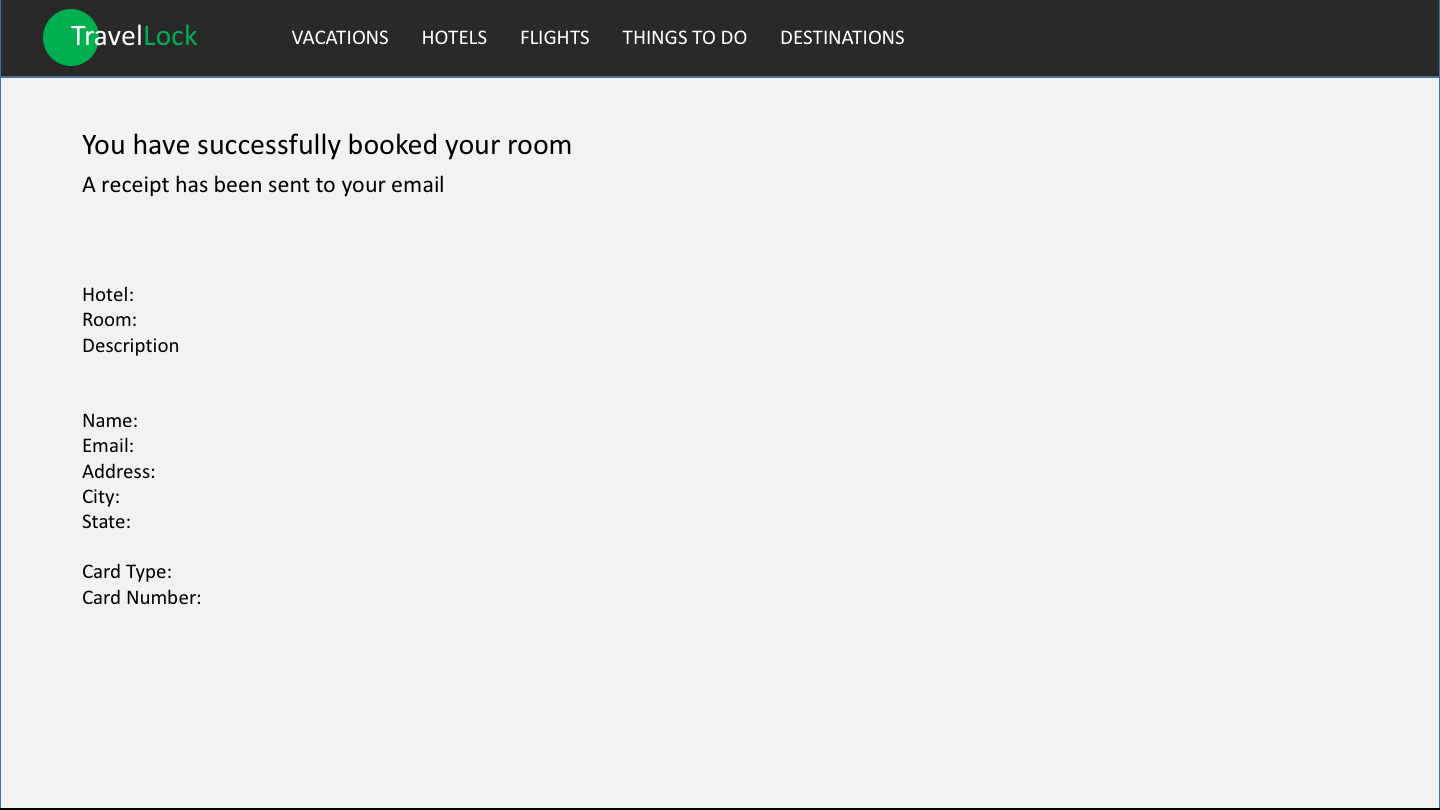 TravelLock
VACATIONS HOTELS FLIGHTS THINGS TO DO DESTINATIONS
You have successfully booked your room
A receipt has been sent to your email
Hotel:
Room:
Description
Name:
Email:
Address:
City:
State:
Card Type:
Card Number: